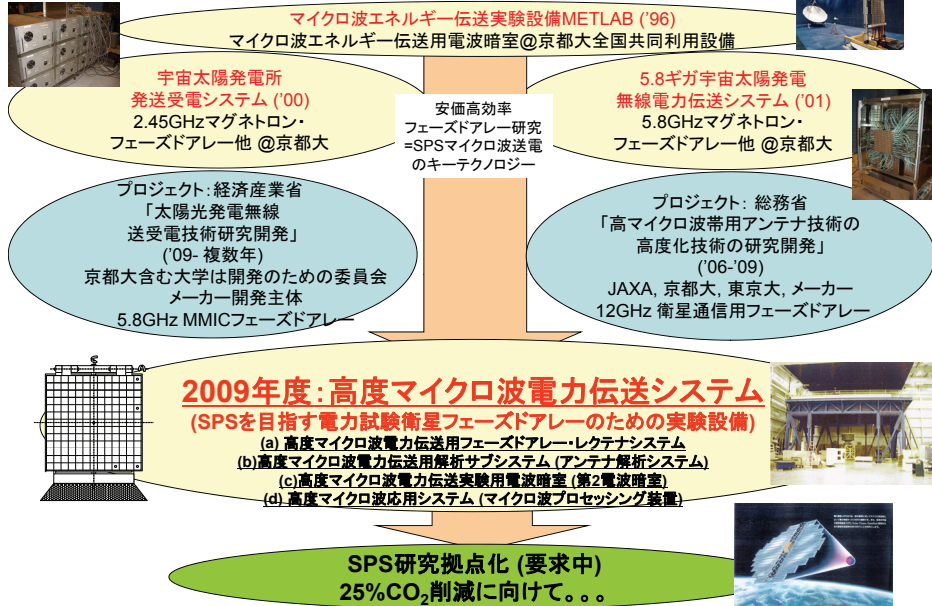 マイクロ波エネルギー伝送実験設備METLAB ('96)
マイクロ波エネルギー伝送用電波暗室@京都大全国共同利用設備
宇宙太陽発電所
発送受電システム ('00)
2.45GHzマグネトロン・
フェーズドアレー他 @京都大
安価高効率
フェーズドアレー研究
=SPSマイクロ波送電
のキーテクノロジー
5.8ギガ宇宙太陽発電
無線電力伝送システム ('01)
5.8GHzマグネトロン・
フェーズドアレー他 @京都大
プロジェクト:経済産業省
「太陽光発電無線
送受電技術研究開発」
('09- 複数年)
京都大含む大学は開発のための委員会
メーカー開発主体
5.8GHz MMICフェーズドアレー
プロジェクト: 総務省
「高マイクロ波帯用アンテナ技術の
高度化技術の研究開発」
('06-'09)
JAXA, 京都大, 東京大, メーカー
12GHz 衛星通信用フェーズドアレー
2009年度:高度マイクロ波電力伝送システム
(SPSを目指す電力試験衛星フェーズドアレーのための実験設備)
(a) 高度マイクロ波電力伝送用フェーズドアレー・レクテナシステム
(b)高度マイクロ波電力伝送用解析サブシステム (アンテナ解析システム)
(c)高度マイクロ波電力伝送実験用電波暗室 (第2電波暗室)
(d) 高度マイクロ波応用システム (マイクロ波プロセッシング装置)
SPS研究拠点化 (要求中)
25%CO₂削減に向けて。。。